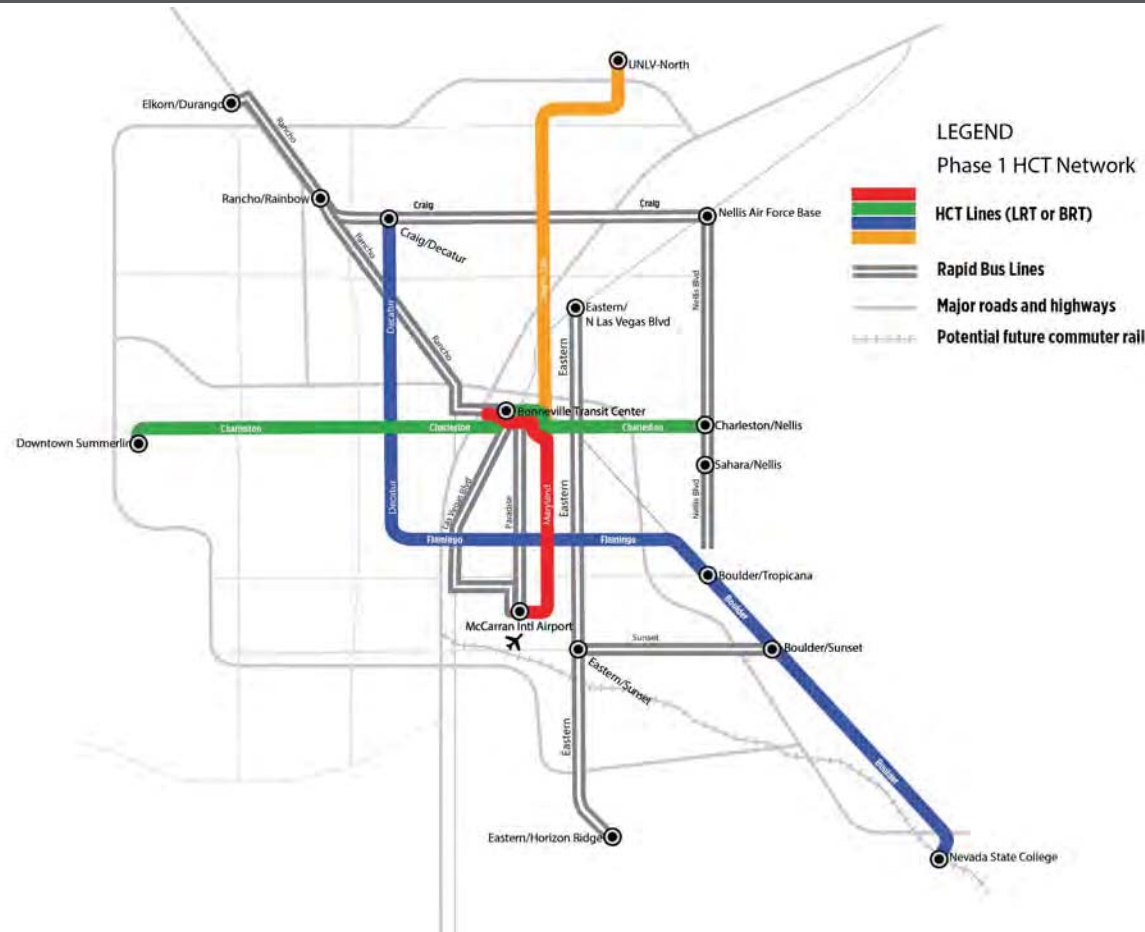 UNLV-North
Elkorn/Durango
Rancho
LEGEND
Phase 1 HCT Network
HCT Lines (LRT or BRT)
Rapid Bus Lines
Major roads and highways
Potential future commuter rail
Rancho/Rainbow
Craig
Craig
Nellis Air Force Base
Craig/Decatur
Rancho
Nellis Blvd
Eastern/
N Las Vegas Blvd
Decatur
Rancho
Eastern
Bonneville Transit Center
Downtown Summerlin
Charleston
Charleston
Charleston
Charleston/Nellis
Sahara/Nellis
Decatur
Las Vegas Blvd
Paradise
Maryland
Eastern
Nellis Blvd
Flamingo
Flamingo
Boulder/Tropicana
Boulder
McCarran Intl Airport
Sunset
Boulder/Sunset
Eastern/Sunset
Eastern
Boulder
Eastern/Horizon Ridge
Nevada State College